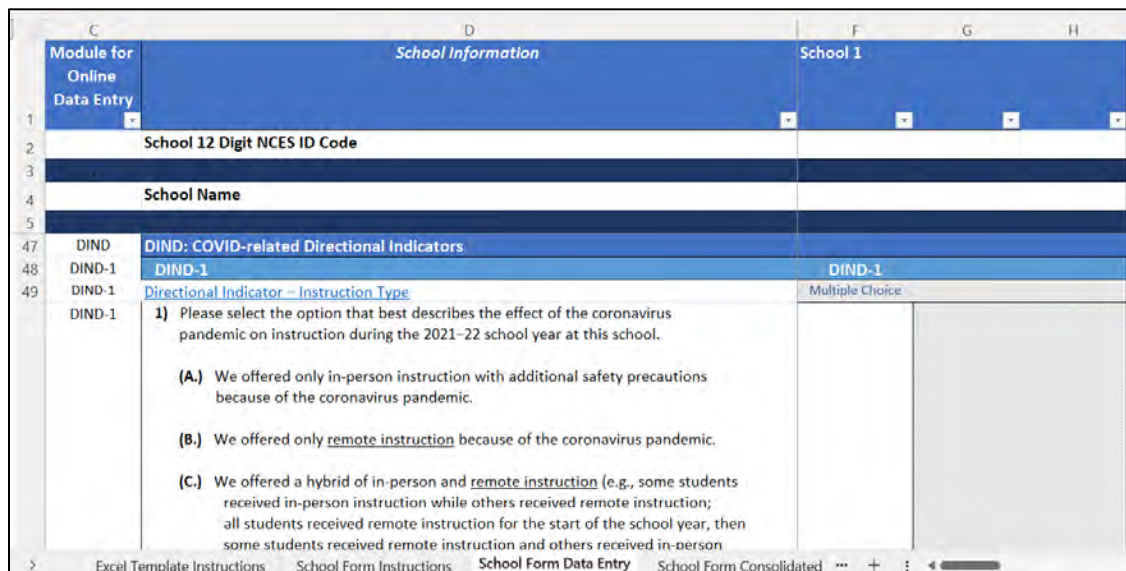 C D F G H
Module for School Information School 1
Online
Data Entry
1
2 School 12 Digit NCES ID Code
3
4 School Name
5
47 DIND DIND: COVID-related Directional Indicators
48 DIND-1 DIND-1 DIND-1
49 DIND-1 Directional Indicator – Instruction Type Multiple Choice
DIND-1 1) Please select the option that best describes the effect of the coronavirus
pandemic on instruction during the 2021–22 school year at this school.
(A.) We offered only in-person instruction with additional safety precautions
because of the coronavirus pandemic.
(B.) We offered only remote instruction because of the coronavirus pandemic.
(C.) We offered a hybrid of in-person and remote instruction (e.g., some students
received in-person instruction while others received remote instruction;
all students received remote instruction for the start of the school year, then
some students received remote instruction and others received in-person
Excel Template Instructions School Form Instructions School Form Data Entry School Form Consolidated ... +